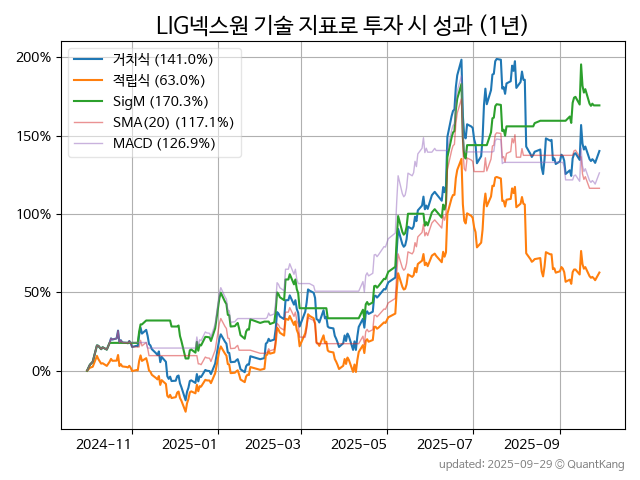 LIG넥스원 기술 지표로 투자 시 성과 (1년)
거치식 (141.0%)
적립식 (63.0%)
SigM (170.3%)
SMA(20) (117.1%)
MACD (126.9%)
200%
150%
100%
50%
0%
2024-11 2025-01 2025-03 2025-05 2025-07 2025-09
updated: 2025-09-29 © QuantKang